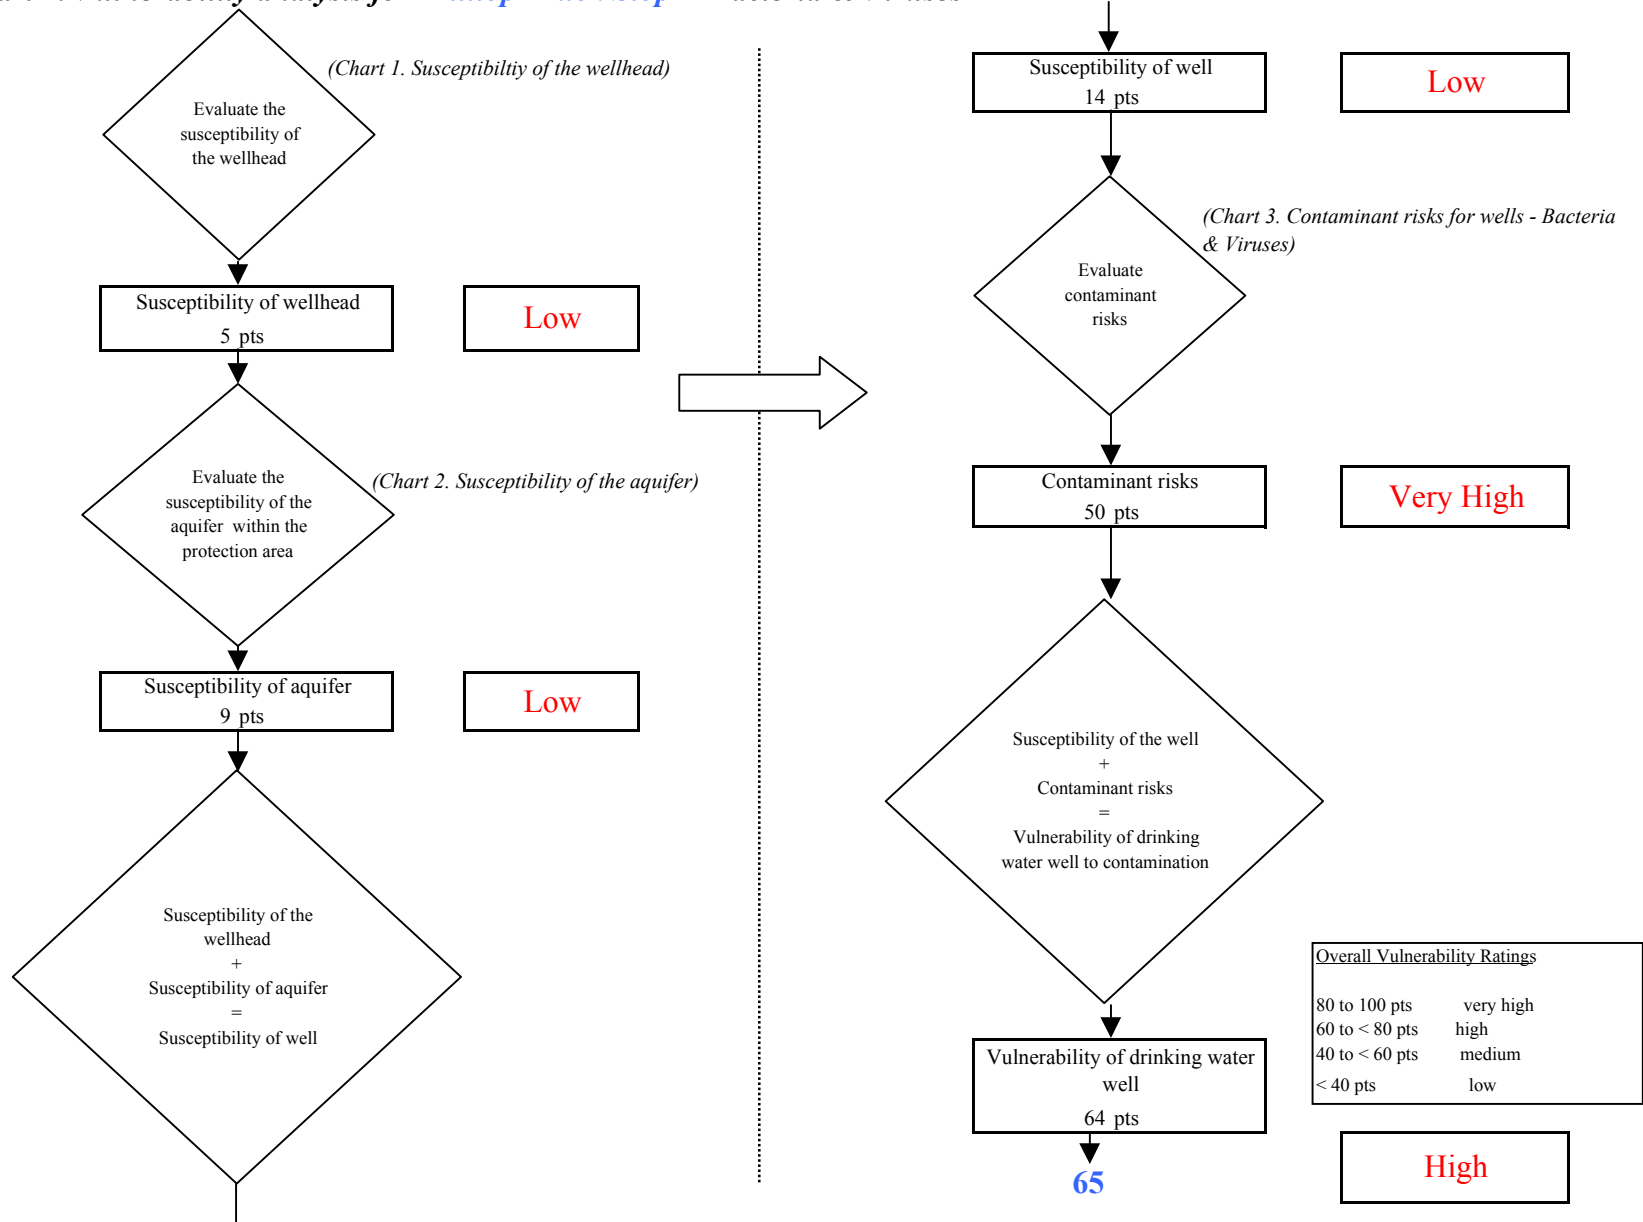 (Chart 1. Susceptibiltiy of the wellhead)
Evaluate the
susceptibility of
the wellhead
Susceptibility of wellhead
5 pts
Low
Evaluate the
susceptibility of the
aquifer within the
protection area
(Chart 2. Susceptibility of the aquifer)
Susceptibility of aquifer
9 pts
Low
Susceptibility of the
wellhead
+
Susceptibility of aquifer
=
Susceptibility of well
Susceptibility of well
14 pts
Low
(Chart 3. Contaminant risks for wells - Bacteria
& Viruses)
Evaluate
contaminant
risks
Contaminant risks
50 pts
Very High
Susceptibility of the well
+
Contaminant risks
=
Vulnerability of drinking
water well to contamination
Overall Vulnerability Ratings
80 to 100 pts very high
60 to < 80 pts high
40 to < 60 pts medium
< 40 pts low
Vulnerability of drinking water
well
64 pts
65
High